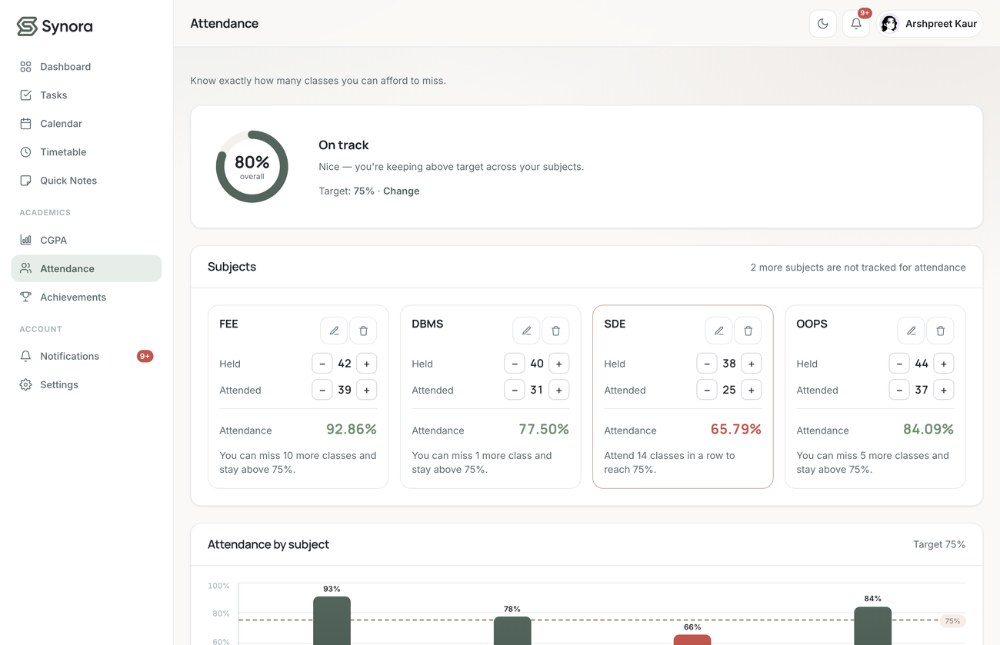 Synora
Dashboard
Tasks
Calendar
Timetable
Quick Notes
ACADEMICS
CGPA
Attendance
Achievements
ACCOUNT
Notifications 9+
Settings
Attendance
9+
Arshpreet Kaur
Know exactly how many classes you can afford to miss.
80%
overall
On track
Nice — you're keeping above target across your subjects.
Target: 75% · Change
Subjects
2 more subjects are not tracked for attendance
FEE
Held − 42 +
Attended − 39 +
Attendance 92.86%
You can miss 10 more classes and
stay above 75%.
DBMS
Held − 40 +
Attended − 31 +
Attendance 77.50%
You can miss 1 more class and
stay above 75%.
SDE
Held − 38 +
Attended − 25 +
Attendance 65.79%
Attend 14 classes in a row to
reach 75%.
OOPS
Held − 44 +
Attended − 37 +
Attendance 84.09%
You can miss 5 more classes and
stay above 75%.
Attendance by subject
Target 75%
100%
80%
60%
93%
78%
66%
84%
75%